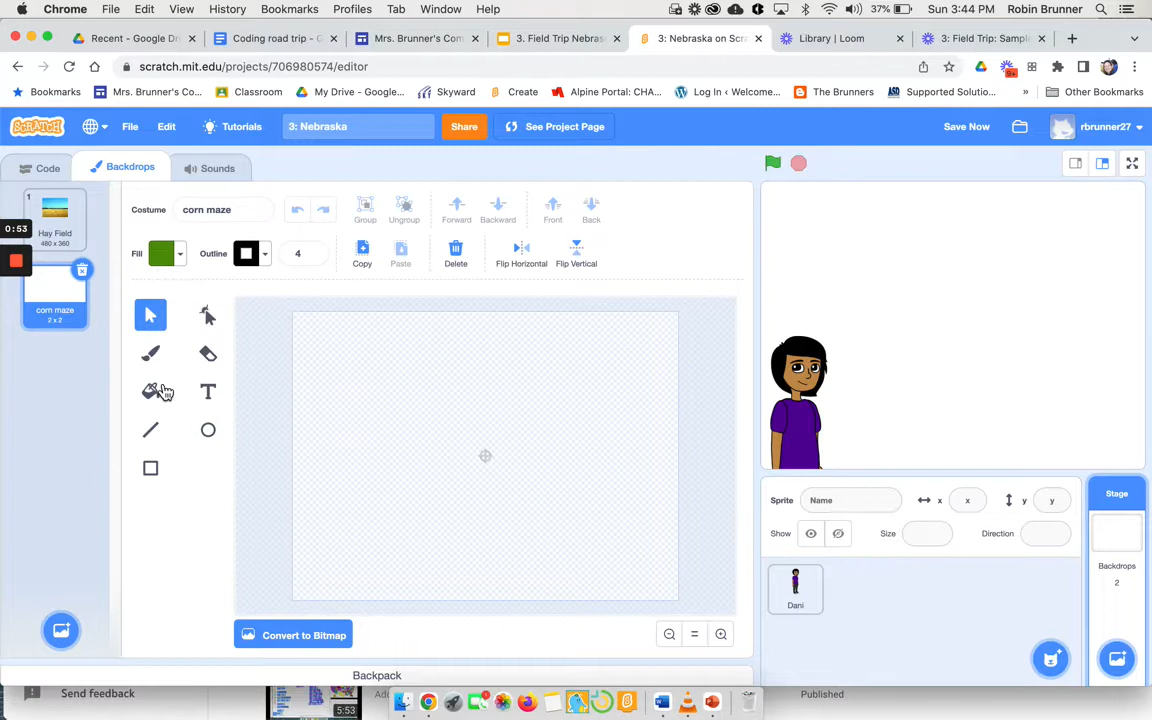 Chrome File Edit View History Bookmarks Profiles Tab Window Help 37% Sun 3:44 PM Robin Brunner
Recent - Google Dri Coding road trip - G Mrs. Brunner's Com 3. Field Trip Nebras 3: Nebraska on Scra Library | Loom 3: Field Trip: Sampl
scratch.mit.edu/projects/706980574/editor
9+
Bookmarks Mrs. Brunner's Co... Classroom My Drive - Google... Skyward Create Alpine Portal: CHA... Log In ‹ Welcome... The Brunners Supported Solutio... » Other Bookmarks
SCRATCH File Edit Tutorials 3: Nebraska Share See Project Page Save Now rbrunner27
Code Backdrops Sounds
1
Hay Field
480 x 360
0:53
corn maze
2 x 2
Costume corn maze Group Ungroup Forward Backward Front Back
Fill Outline 4 Copy Paste Delete Flip Horizontal Flip Vertical
T
Convert to Bitmap
Backpack
Sprite Name x x y y
Show Size Direction
Dani
Stage
Backdrops
2
Send feedback
5:53
Published